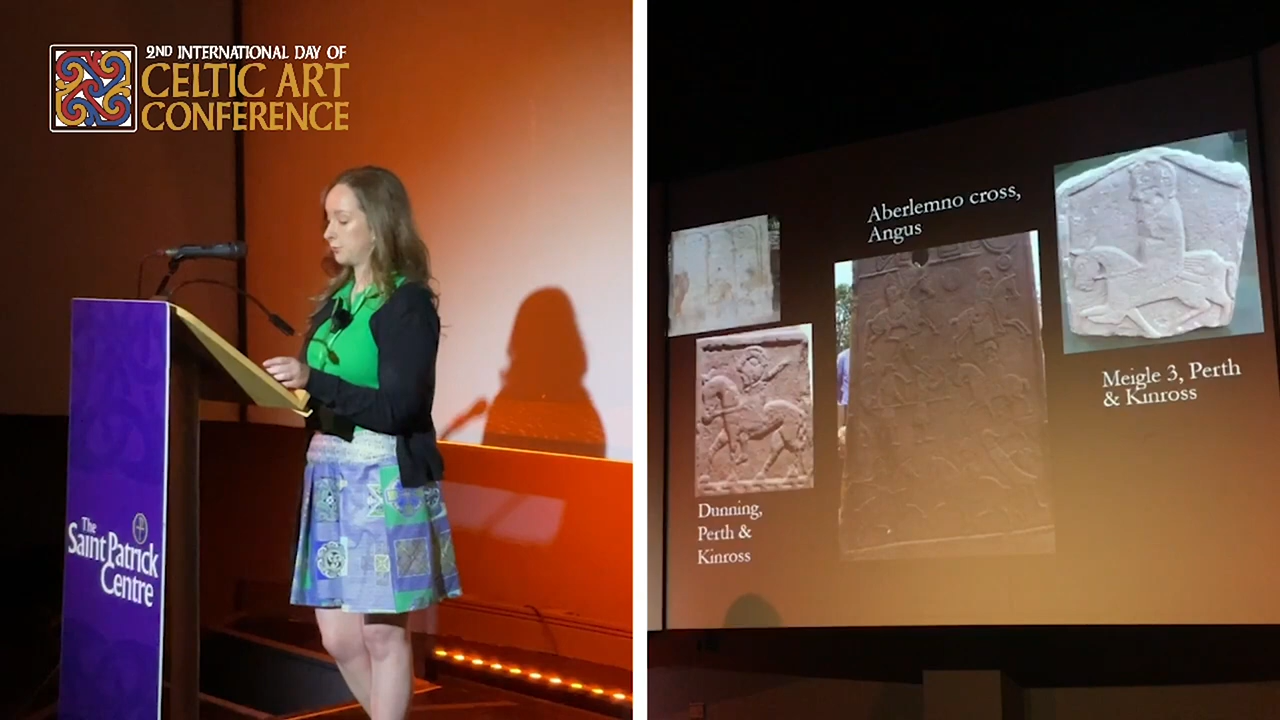 2ND INTERNATIONAL DAY OF
CELTIC ART
CONFERENCE
The
Saint Patrick
Centre
Aberlemno cross,
Angus
Dunning,
Perth &
Kinross
Meigle 3, Perth
& Kinross